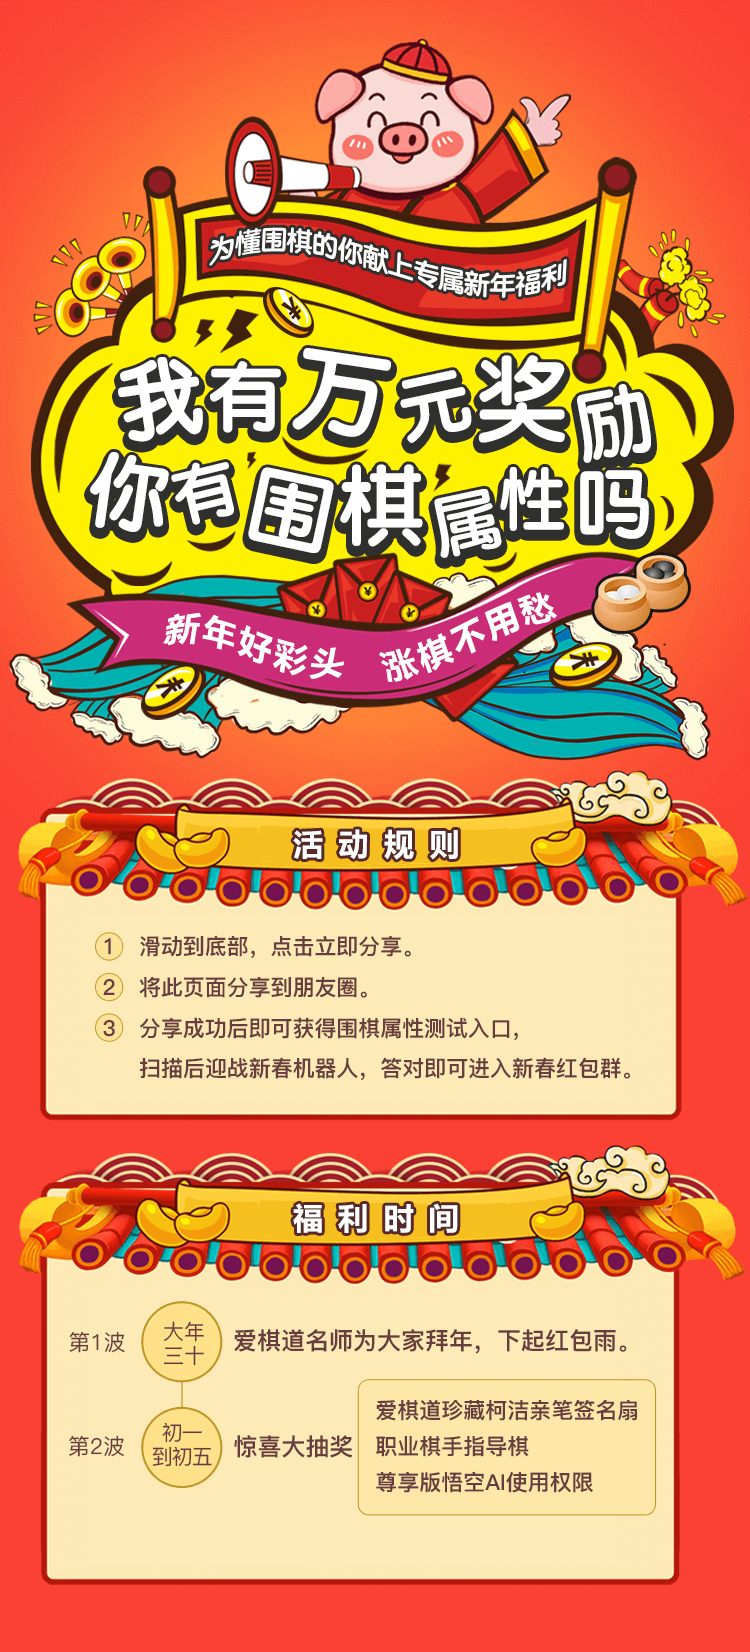 为懂围棋的你献上专属新年福利
我有万元奖励
你有围棋属性吗
新年好彩头 涨棋不用愁
活动规则
1 滑动到底部，点击立即分享。
2 将此页面分享到朋友圈。
3 分享成功后即可获得围棋属性测试入口，
扫描后迎战新春机器人，答对即可进入新春红包群。
福利时间
第1波
大年
三十
爱棋道名师为大家拜年，下起红包雨。
第2波
初一
到初五
惊喜大抽奖
爱棋道珍藏柯洁亲笔签名扇
职业棋手指导棋
尊享版悟空AI使用权限